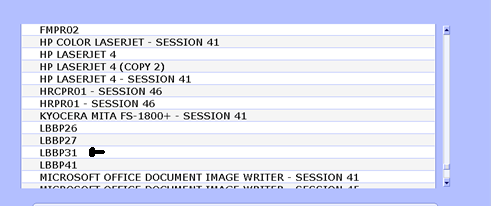 FMPR02
HP COLOR LASERJET - SESSION 41
HP LASERJET 4
HP LASERJET 4 (COPY 2)
HP LASERJET 4 - SESSION 41
HRCPR01 - SESSION 46
HRPR01 - SESSION 46
KYOCERA MITA FS-1800+ - SESSION 41
LBBP26
LBBP27
LBBP31
LBBP41
MICROSOFT OFFICE DOCUMENT IMAGE WRITER - SESSION 41
MICROSOFT OFFICE DOCUMENT IMAGE WRITER - SESSION